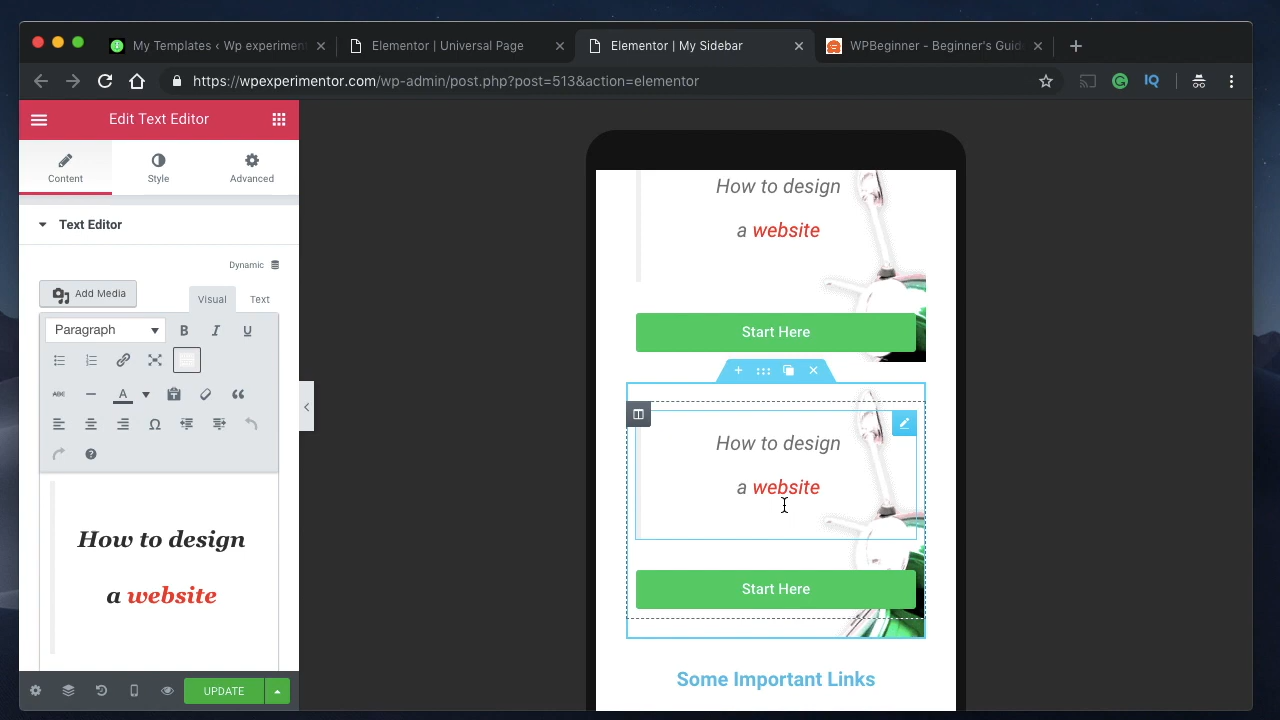 My Templates ‹ Wp experimen
Elementor | Universal Page
Elementor | My Sidebar
WPBeginner - Beginner's Guid
https://wpexperimentor.com/wp-admin/post.php?post=513&action=elementor
IQ
Edit Text Editor
Content
Style
Advanced
Text Editor
Dynamic
Add Media
Visual
Text
Paragraph
B
I
U
ABC
A
How to design
a website
UPDATE
How to design
a website
Start Here
How to design
a website
Start Here
Some Important Links